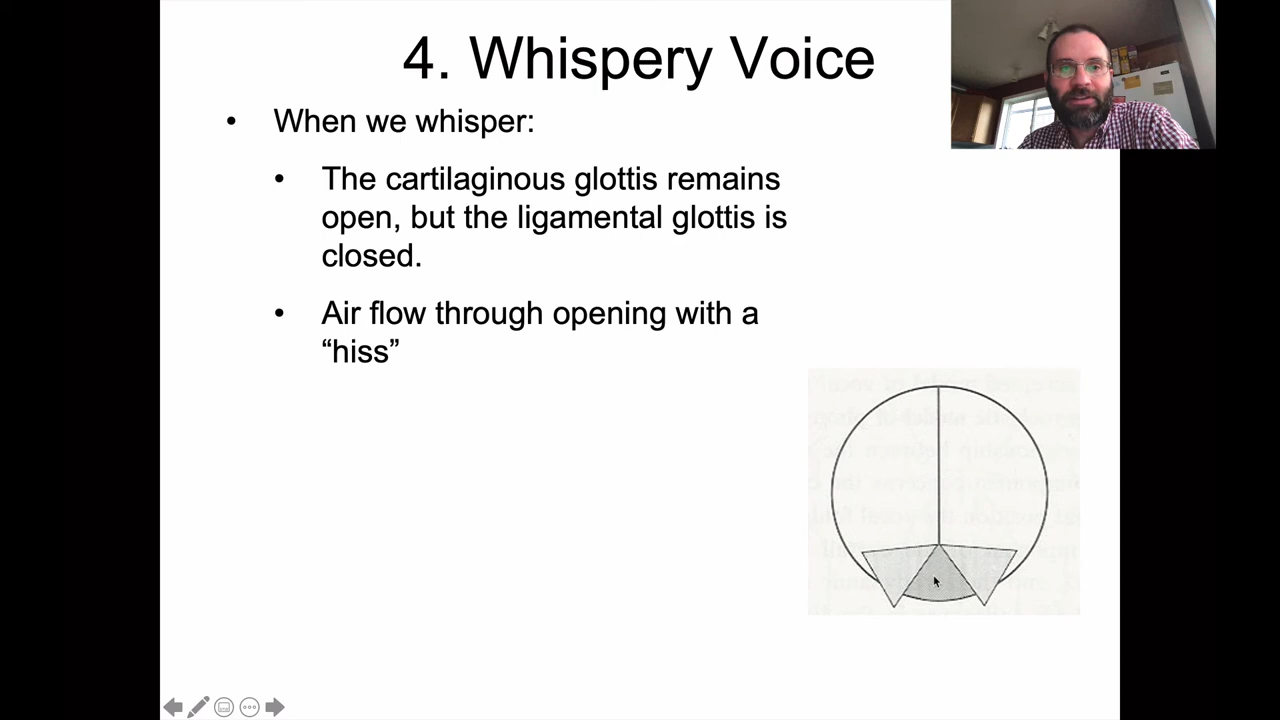 4. Whispery Voice
• When we whisper:
• The cartilaginous glottis remains
open, but the ligamental glottis is
closed.
• Air flow through opening with a
“hiss”